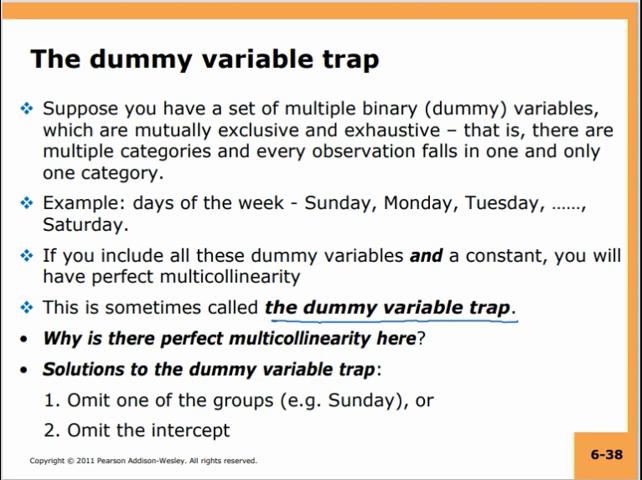 The dummy variable trap
❖ Suppose you have a set of multiple binary (dummy) variables,
which are mutually exclusive and exhaustive – that is, there are
multiple categories and every observation falls in one and only
one category.
❖ Example: days of the week - Sunday, Monday, Tuesday, ……,
Saturday.
❖ If you include all these dummy variables and a constant, you will
have perfect multicollinearity
❖ This is sometimes called the dummy variable trap.
• Why is there perfect multicollinearity here?
• Solutions to the dummy variable trap:
1. Omit one of the groups (e.g. Sunday), or
2. Omit the intercept
Copyright © 2011 Pearson Addison-Wesley. All rights reserved.
6-38